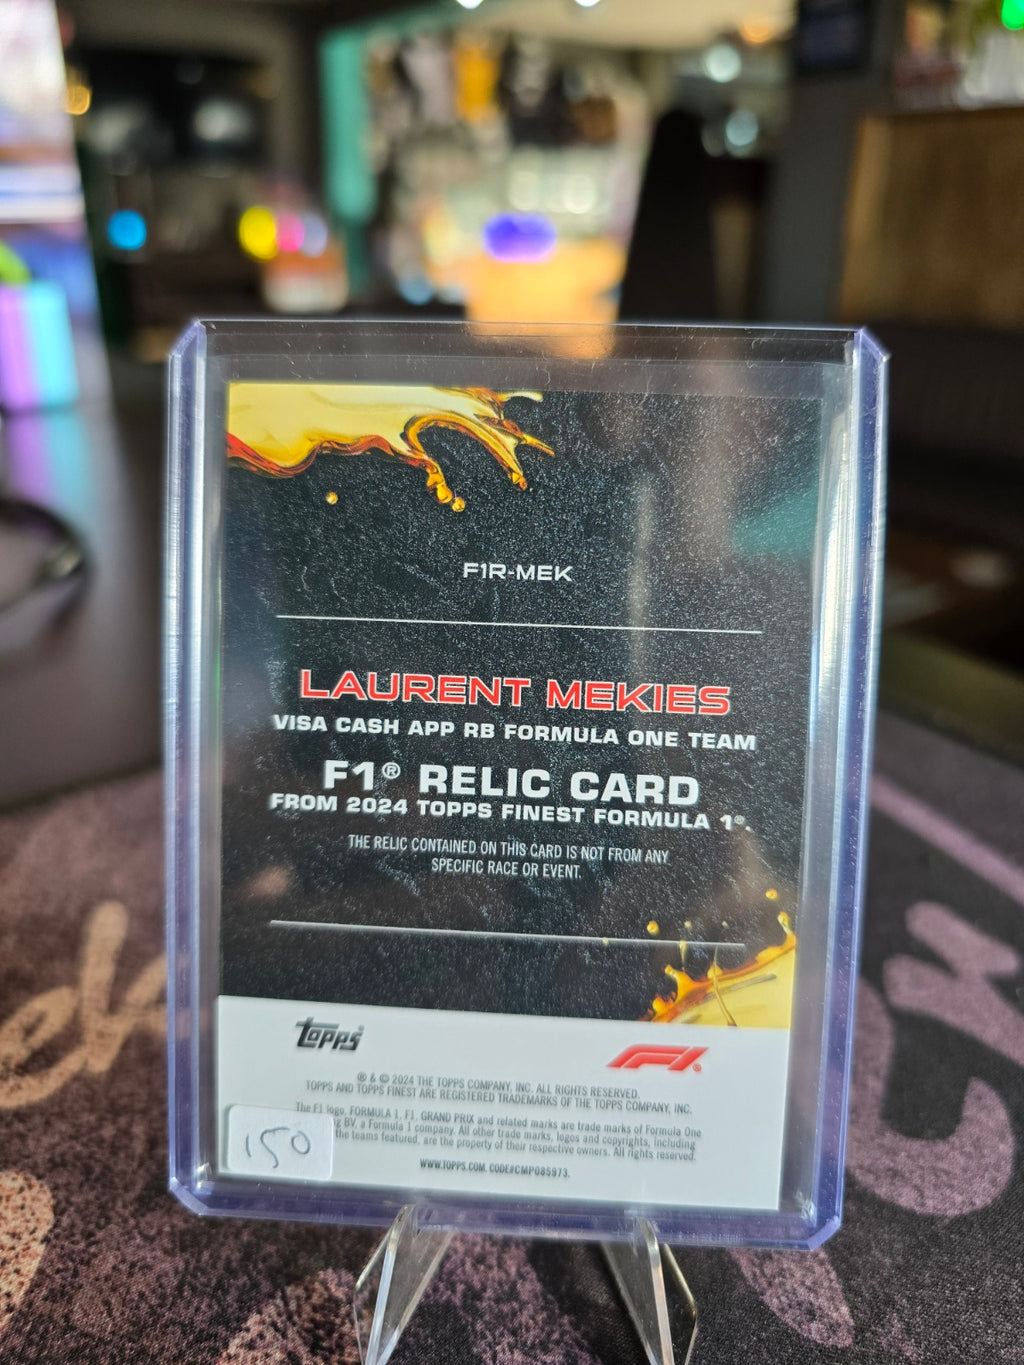 F1R-MEK
LAURENT MEKIES
VISA CASH APP RB FORMULA ONE TEAM
F1® RELIC CARD
FROM 2024 TOPPS FINEST FORMULA 1®.
THE RELIC CONTAINED ON THIS CARD IS NOT FROM ANY
SPECIFIC RACE OR EVENT.
topps
F1®
® & © 2024 THE TOPPS COMPANY, INC. ALL RIGHTS RESERVED.
TOPPS AND TOPPS FINEST ARE REGISTERED TRADEMARKS OF THE TOPPS COMPANY, INC.
The F1 logo, FORMULA 1, F1, GRAND PRIX and related marks are trade marks of Formula One
ing BV, a Formula 1 company. All other trade marks, logos and copyrights, including
the teams featured, are the property of their respective owners. All rights reserved.
WWW.TOPPS.COM. CODE#CMP085973.
150